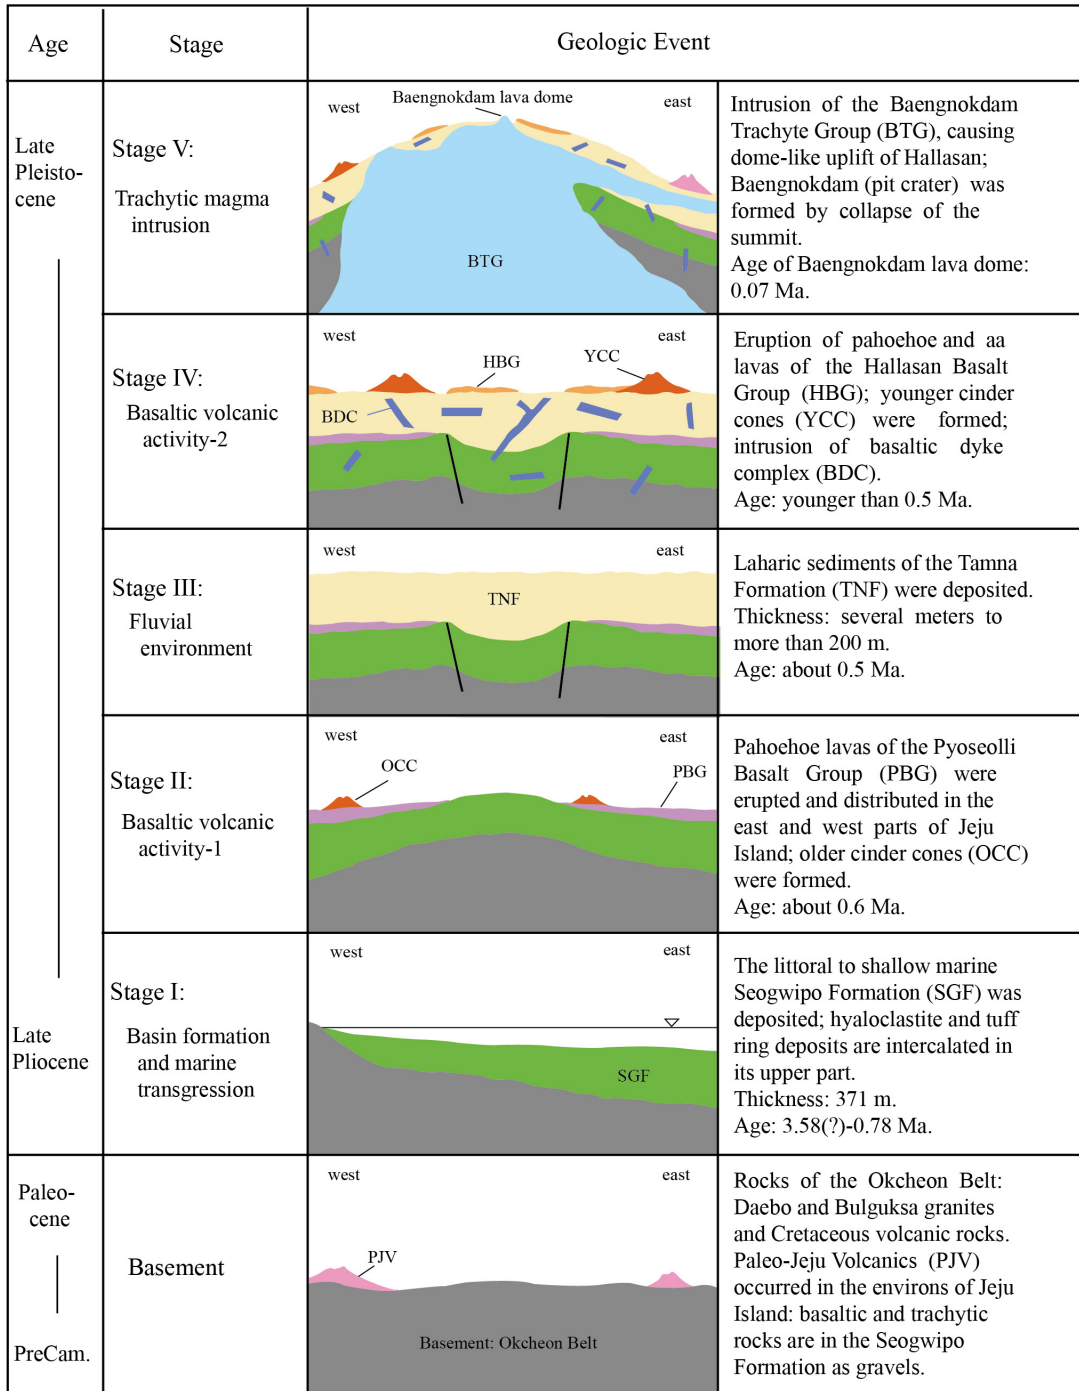 Age
Stage
Geologic Event
Late
Pleisto-
cene
Stage V:
Trachytic magma
intrusion
west
Baengnokdam lava dome
east
BTG
Intrusion of the Baengnokdam
Trachyte Group (BTG), causing
dome-like uplift of Hallasan;
Baengnokdam (pit crater) was
formed by collapse of the
summit.
Age of Baengnokdam lava dome:
0.07 Ma.
Stage IV:
Basaltic volcanic
activity-2
west
east
HBG
YCC
BDC
Eruption of pahoehoe and aa
lavas of the Hallasan Basalt
Group (HBG); younger cinder
cones (YCC) were formed;
intrusion of basaltic dyke
complex (BDC).
Age: younger than 0.5 Ma.
Stage III:
Fluvial
environment
west
east
TNF
Laharic sediments of the Tamna
Formation (TNF) were deposited.
Thickness: several meters to
more than 200 m.
Age: about 0.5 Ma.
Stage II:
Basaltic volcanic
activity-1
west
east
OCC
PBG
Pahoehoe lavas of the Pyoseolli
Basalt Group (PBG) were
erupted and distributed in the
east and west parts of Jeju
Island; older cinder cones (OCC)
were formed.
Age: about 0.6 Ma.
Late
Pliocene
Stage I:
Basin formation
and marine
transgression
west
east
SGF
The littoral to shallow marine
Seogwipo Formation (SGF) was
deposited; hyaloclastite and tuff
ring deposits are intercalated in
its upper part.
Thickness: 371 m.
Age: 3.58(?)-0.78 Ma.
Paleo-
cene
PreCam.
Basement
west
east
PJV
Basement: Okcheon Belt
Rocks of the Okcheon Belt:
Daebo and Bulguksa granites
and Cretaceous volcanic rocks.
Paleo-Jeju Volcanics (PJV)
occurred in the environs of Jeju
Island: basaltic and trachytic
rocks are in the Seogwipo
Formation as gravels.